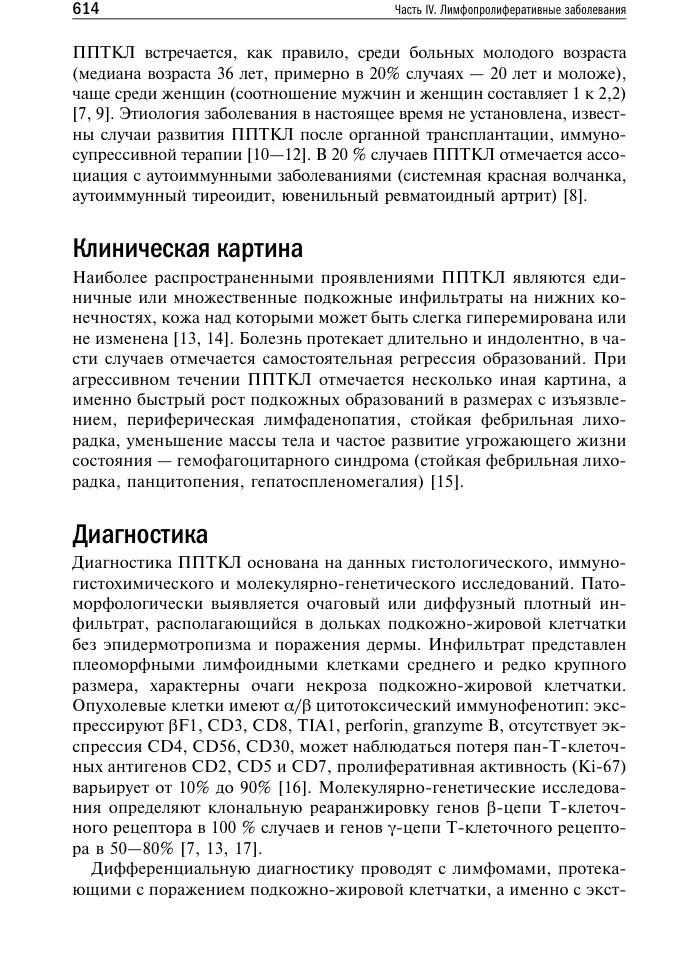 614
Часть IV. Лимфопролиферативные заболевания
ППТКЛ встречается, как правило, среди больных молодого возраста
(медиана возраста 36 лет, примерно в 20% случаях — 20 лет и моложе),
чаще среди женщин (соотношение мужчин и женщин составляет 1 к 2,2)
[7, 9]. Этиология заболевания в настоящее время не установлена, извест-
ны случаи развития ППТКЛ после органной трансплантации, иммуно-
супрессивной терапии [10—12]. В 20 % случаев ППТКЛ отмечается ассо-
циация с аутоиммунными заболеваниями (системная красная волчанка,
аутоиммунный тиреоидит, ювенильный ревматоидный артрит) [8].
Клиническая картина
Наиболее распространенными проявлениями ППТКЛ являются еди-
ничные или множественные подкожные инфильтраты на нижних ко-
нечностях, кожа над которыми может быть слегка гиперемирована или
не изменена [13, 14]. Болезнь протекает длительно и индолентно, в ча-
сти случаев отмечается самостоятельная регрессия образований. При
агрессивном течении ППТКЛ отмечается несколько иная картина, а
именно быстрый рост подкожных образований в размерах с изъязвле-
нием, периферическая лимфаденопатия, стойкая фебрильная лихо-
радка, уменьшение массы тела и частое развитие угрожающего жизни
состояния — гемофагоцитарного синдрома (стойкая фебрильная лихо-
радка, панцитопения, гепатоспленомегалия) [15].
Диагностика
Диагностика ППТКЛ основана на данных гистологического, иммуно-
гистохимического и молекулярно-генетического исследований. Пато-
морфологически выявляется очаговый или диффузный плотный ин-
фильтрат, располагающийся в дольках подкожно-жировой клетчатки
без эпидермотропизма и поражения дермы. Инфильтрат представлен
плеоморфными лимфоидными клетками среднего и редко крупного
размера, характерны очаги некроза подкожно-жировой клетчатки.
Опухолевые клетки имеют α/β цитотоксический иммунофенотип: экс-
прессируют βF1, CD3, CD8, TIA1, perforin, granzyme B, отсутствует эк-
спрессия CD4, CD56, CD30, может наблюдаться потеря пан-Т-клеточ-
ных антигенов CD2, CD5 и CD7, пролиферативная активность (Ki-67)
варьирует от 10% до 90% [16]. Молекулярно-генетические исследова-
ния определяют клональную реаранжировку генов β-цепи Т-клеточ-
ного рецептора в 100 % случаев и генов γ-цепи Т-клеточного рецепто-
ра в 50—80% [7, 13, 17].
Дифференциальную диагностику проводят с лимфомами, протека-
ющими с поражением подкожно-жировой клетчатки, а именно с экст-